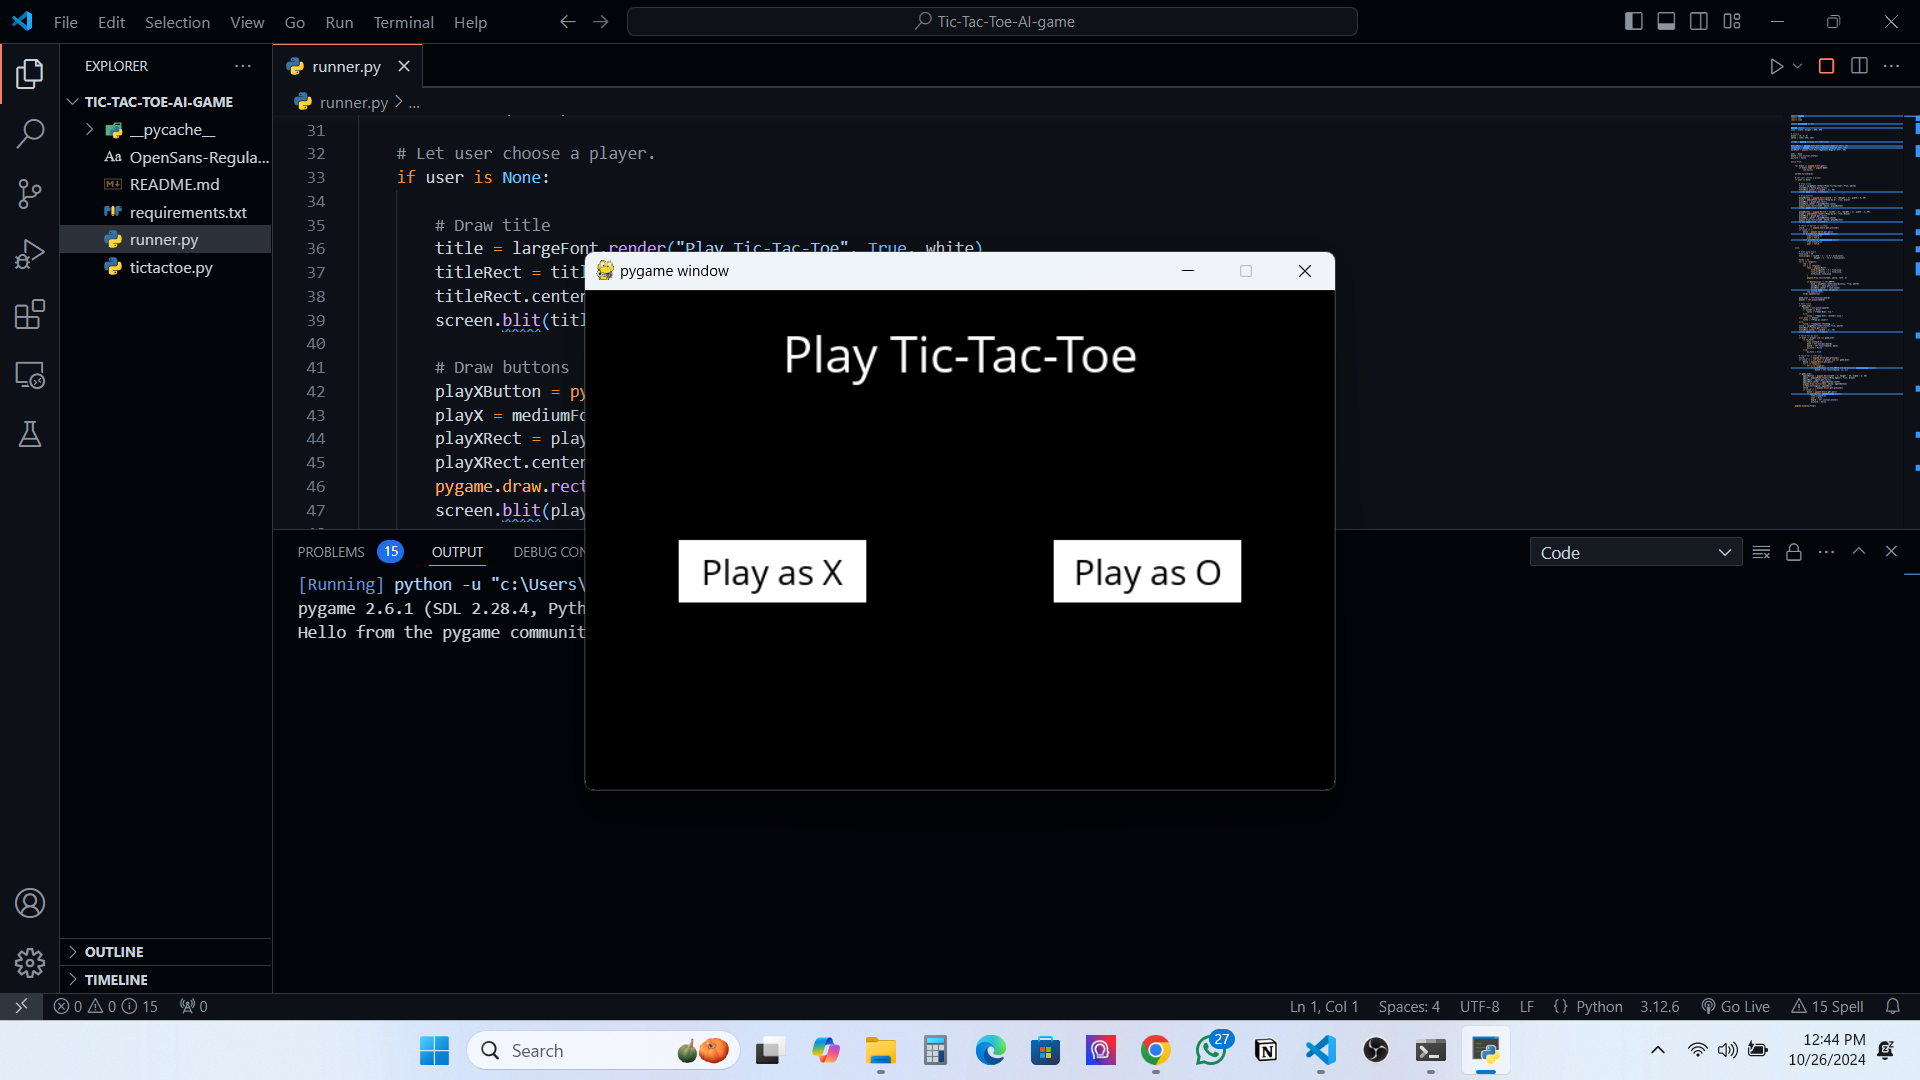 File Edit Selection View Go Run Terminal Help
Tic-Tac-Toe-AI-game
EXPLORER
TIC-TAC-TOE-AI-GAME
__pycache__
OpenSans-Regula...
README.md
requirements.txt
runner.py
tictactoe.py
OUTLINE
TIMELINE
runner.py
runner.py > ...
31
32 # Let user choose a player.
33 if user is None:
34
35 # Draw title
36 title = largeFont.render("Play Tic-Tac-Toe", True, white)
37 titleRect = titl
38 titleRect.center
39 screen.blit(titl
40
41 # Draw buttons
42 playXButton = py
43 playX = mediumFo
44 playXRect = play
45 playXRect.center
46 pygame.draw.rect
47 screen.blit(play
pygame window
Play Tic-Tac-Toe
Play as X
Play as O
PROBLEMS 15 OUTPUT DEBUG CON
Code
[Running] python -u "c:\Users\
pygame 2.6.1 (SDL 2.28.4, Pyth
Hello from the pygame communit
0 0 15 0
Ln 1, Col 1 Spaces: 4 UTF-8 LF {} Python 3.12.6 Go Live 15 Spell
Search
27
12:44 PM
10/26/2024